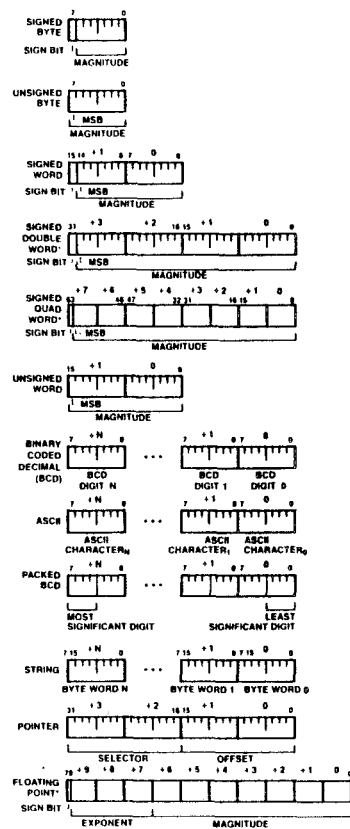 7 0
SIGNED BYTE
SIGN BIT MAGNITUDE
7 0
UNSIGNED BYTE
MSB
MAGNITUDE
15 14 +1 8 7 0 0
SIGNED WORD
SIGN BIT MSB
MAGNITUDE
31 +3 +2 16 15 +1 0 0
SIGNED DOUBLE WORD*
SIGN BIT MSB
MAGNITUDE
+7 +6 +5 +4 +3 +2 +1 0
63 48 47 32 31 16 15 0
SIGNED QUAD WORD*
SIGN BIT MSB
MAGNITUDE
15 +1 0 0
UNSIGNED WORD
MSB
MAGNITUDE
7 +N 0 7 +1 0 7 0 0
BINARY CODED DECIMAL (BCD)
• • •
BCD DIGIT N BCD DIGIT 1 BCD DIGIT 0
7 +N 0 7 +1 0 7 0 0
ASCII • • •
ASCII CHARACTERN ASCII CHARACTER1 ASCII CHARACTER0
7 +N 0 7 +1 0 7 0 0
PACKED BCD • • •
MOST SIGNIFICANT DIGIT LEAST SIGNIFICANT DIGIT
7 15 +N 0 7 15 +1 0 7 15 0 0
STRING • • •
BYTE WORD N BYTE WORD 1 BYTE WORD 0
31 +3 +2 16 15 +1 0 0
POINTER
SELECTOR OFFSET
79 +9 +8 +7 +6 +5 +4 +3 +2 +1 0
FLOATING POINT*
SIGN BIT
EXPONENT MAGNITUDE